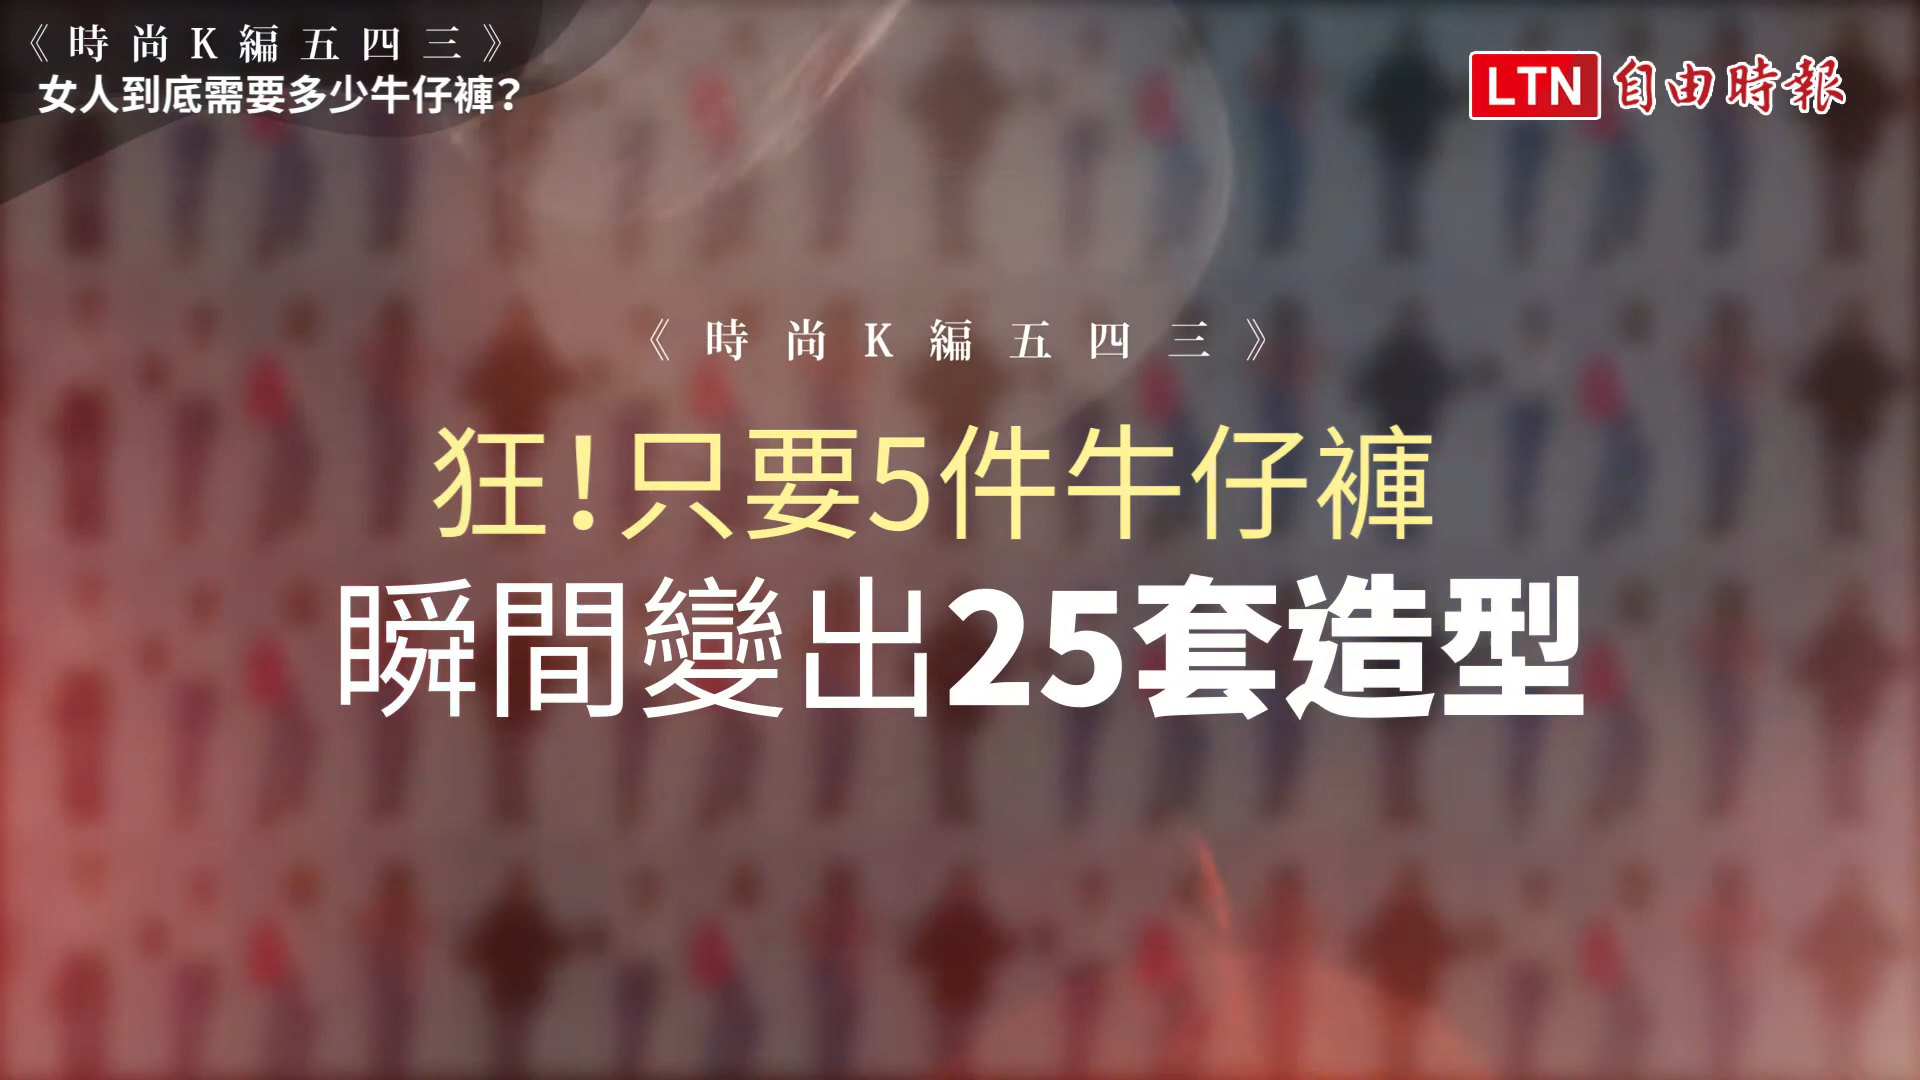 《時尚K編五四三》
女人到底需要多少牛仔褲？
LTN 自由時報
《時尚K編五四三》
狂！只要5件牛仔褲
瞬間變出25套造型